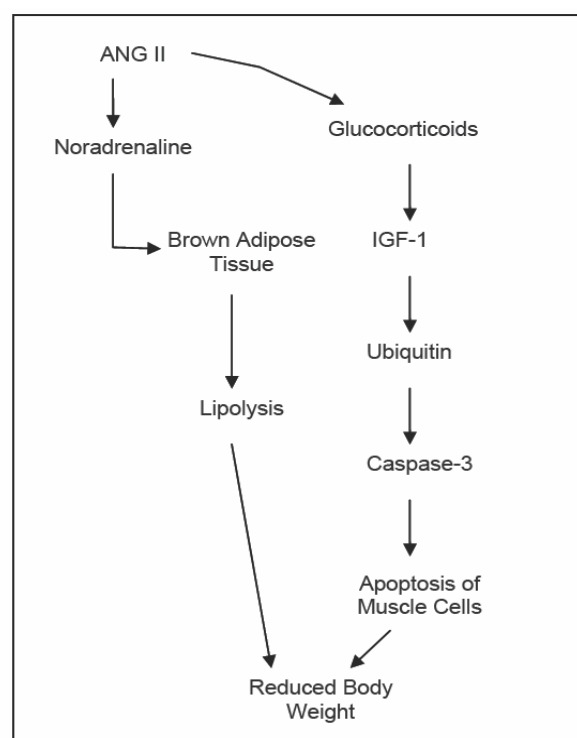 ANG II
Glucocorticoids
Noradrenaline
Brown Adipose
Tissue
IGF-1
Ubiquitin
Lipolysis
Caspase-3
Apoptosis of
Muscle Cells
Reduced Body
Weight